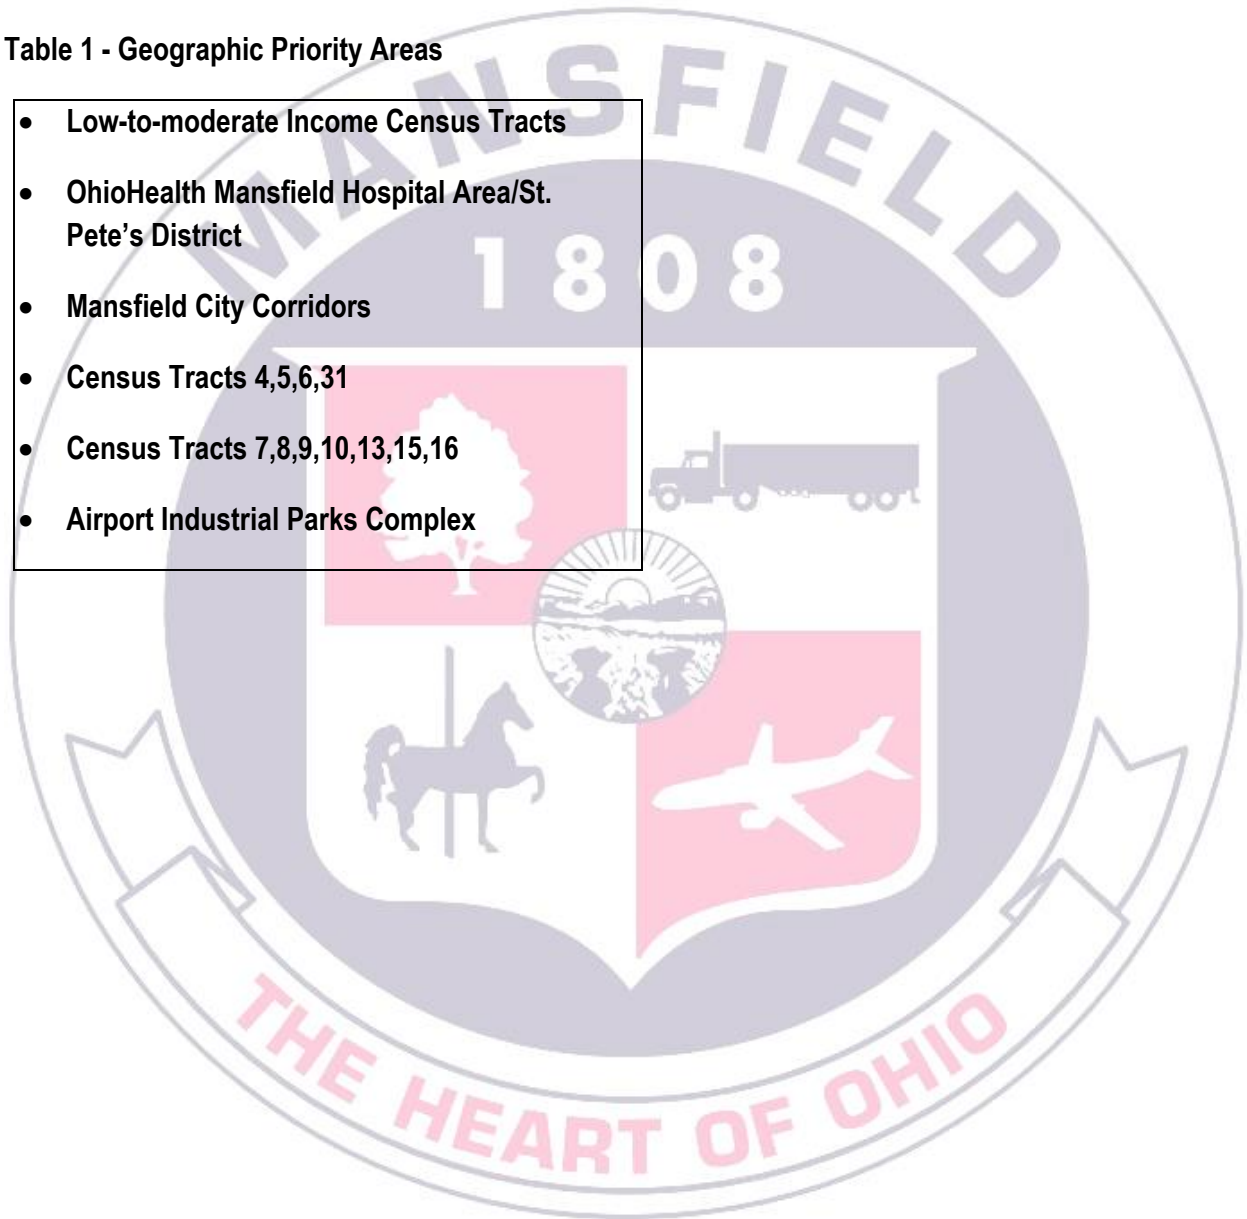 Table 1 - Geographic Priority Areas
• Low-to-moderate Income Census Tracts
• OhioHealth Mansfield Hospital Area/St.
Pete’s District
• Mansfield City Corridors
• Census Tracts 4,5,6,31
• Census Tracts 7,8,9,10,13,15,16
• Airport Industrial Parks Complex
MANSFIELD
1808
THE HEART OF OHIO